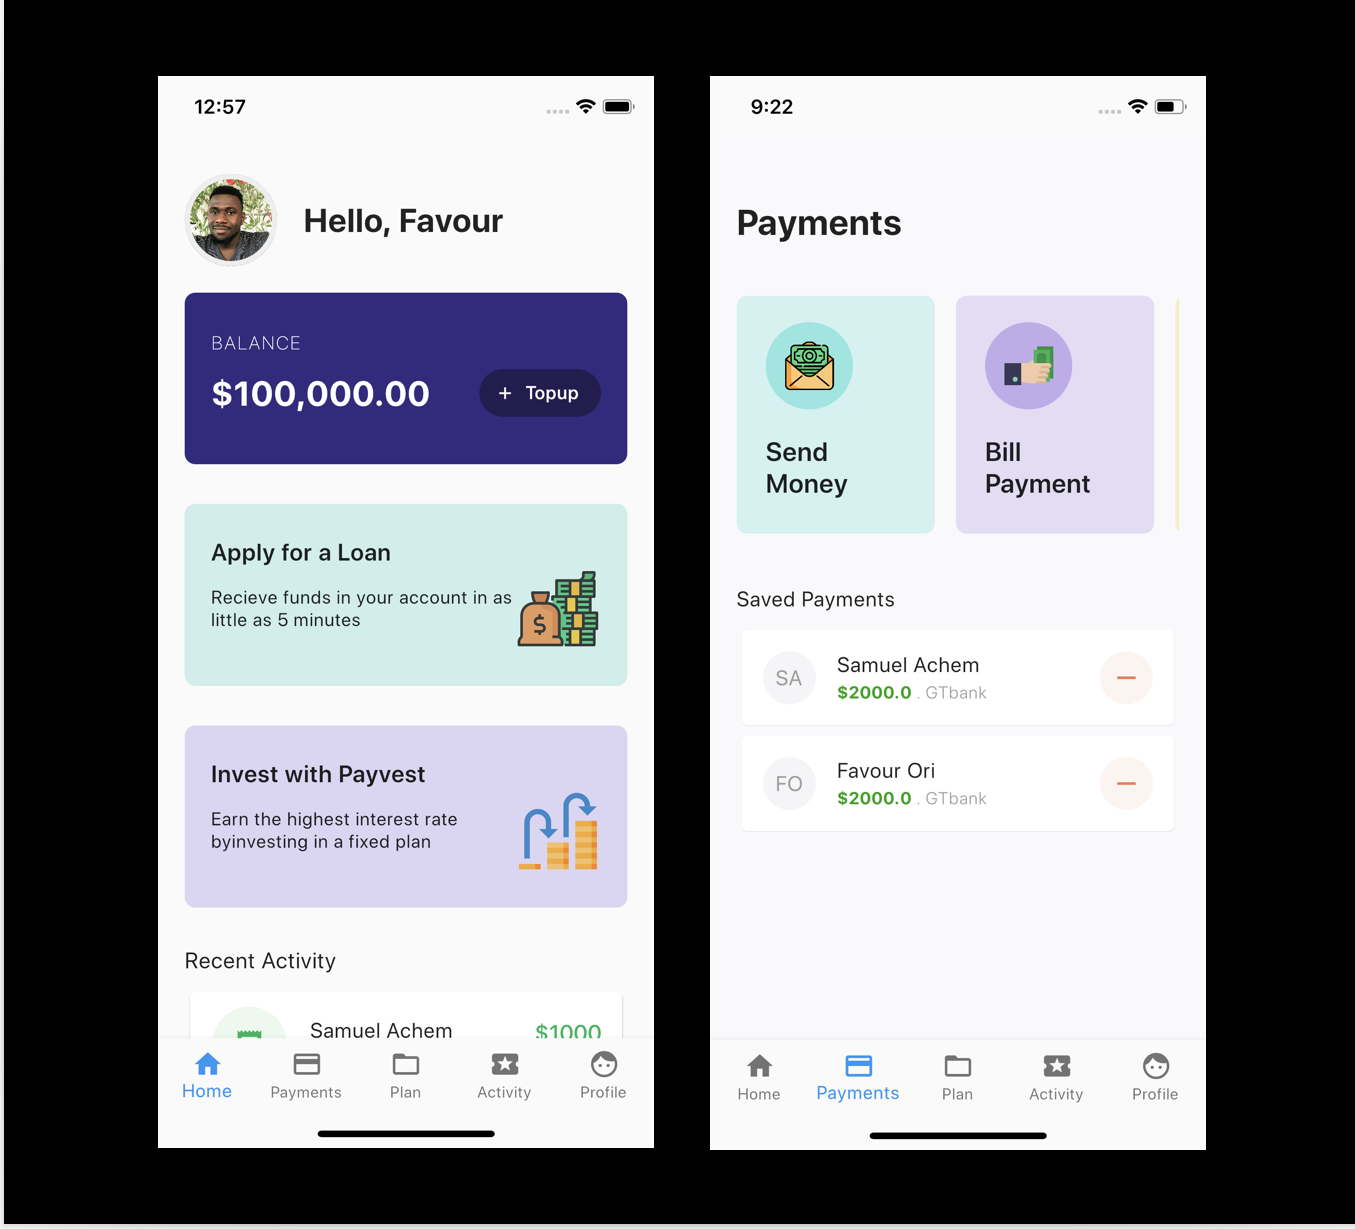 12:57
Hello, Favour
BALANCE
$100,000.00
+ Topup
Apply for a Loan
Recieve funds in your account in as
little as 5 minutes
$
Invest with Payvest
Earn the highest interest rate
byinvesting in a fixed plan
Recent Activity
Samuel Achem
$1000
Home
Payments
Plan
Activity
Profile
9:22
Payments
Send
Money
Bill
Payment
Saved Payments
SA
Samuel Achem
$2000.0 . GTbank
FO
Favour Ori
$2000.0 . GTbank
Home
Payments
Plan
Activity
Profile